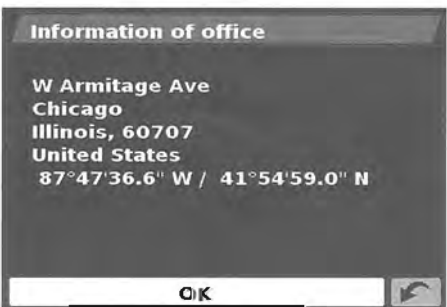 Information of office
W Armitage Ave
Chicago
Illinois, 60707
United States
87°47'36.6" W / 41°54'59.0" N
OK